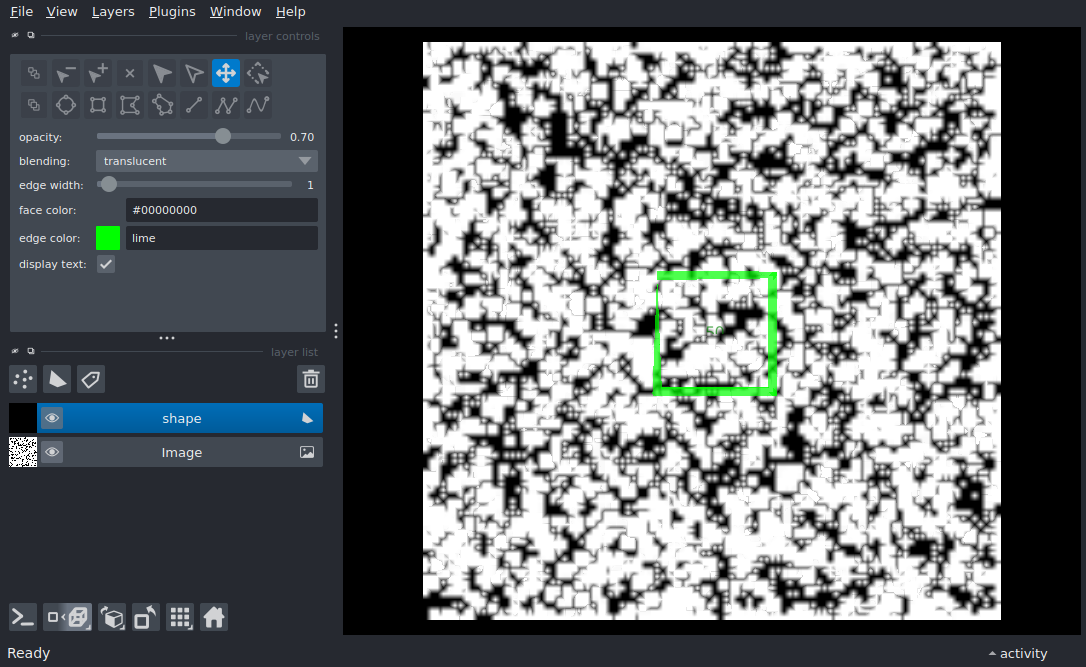 File View Layers Plugins Window Help
layer controls
opacity: 0.70
blending: translucent
edge width: 1
face color: #00000000
edge color: lime
display text:
layer list
shape
Image
50
Ready
activity